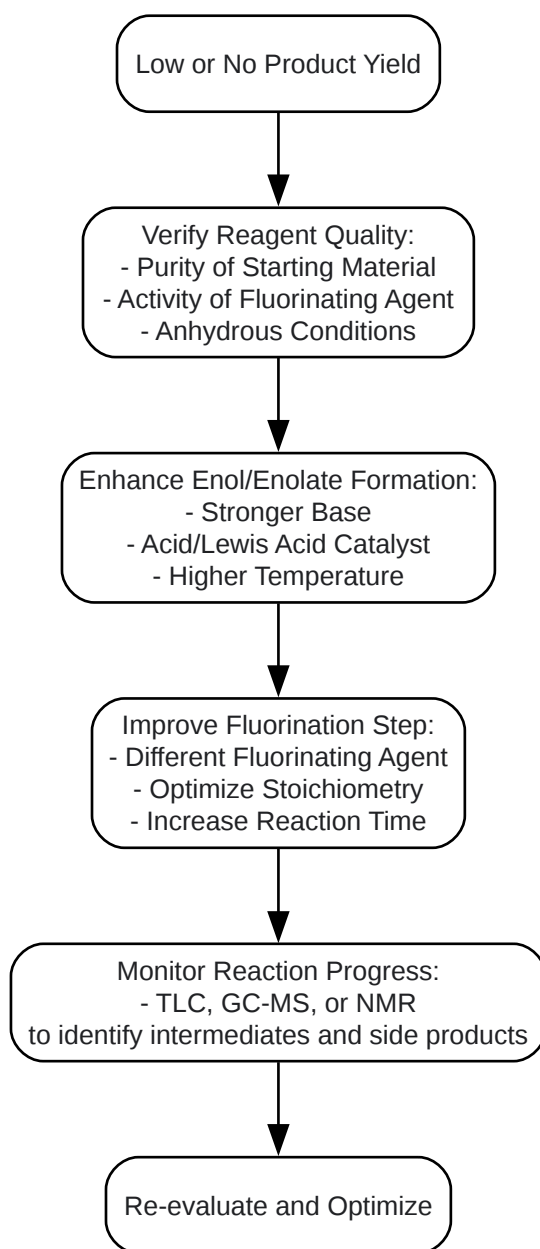 Low or No Product Yield
Verify Reagent Quality:
- Purity of Starting Material
- Activity of Fluorinating Agent
- Anhydrous Conditions
Enhance Enol/Enolate Formation:
- Stronger Base
- Acid/Lewis Acid Catalyst
- Higher Temperature
Improve Fluorination Step:
- Different Fluorinating Agent
- Optimize Stoichiometry
- Increase Reaction Time
Monitor Reaction Progress:
- TLC, GC-MS, or NMR
to identify intermediates and side products
Re-evaluate and Optimize